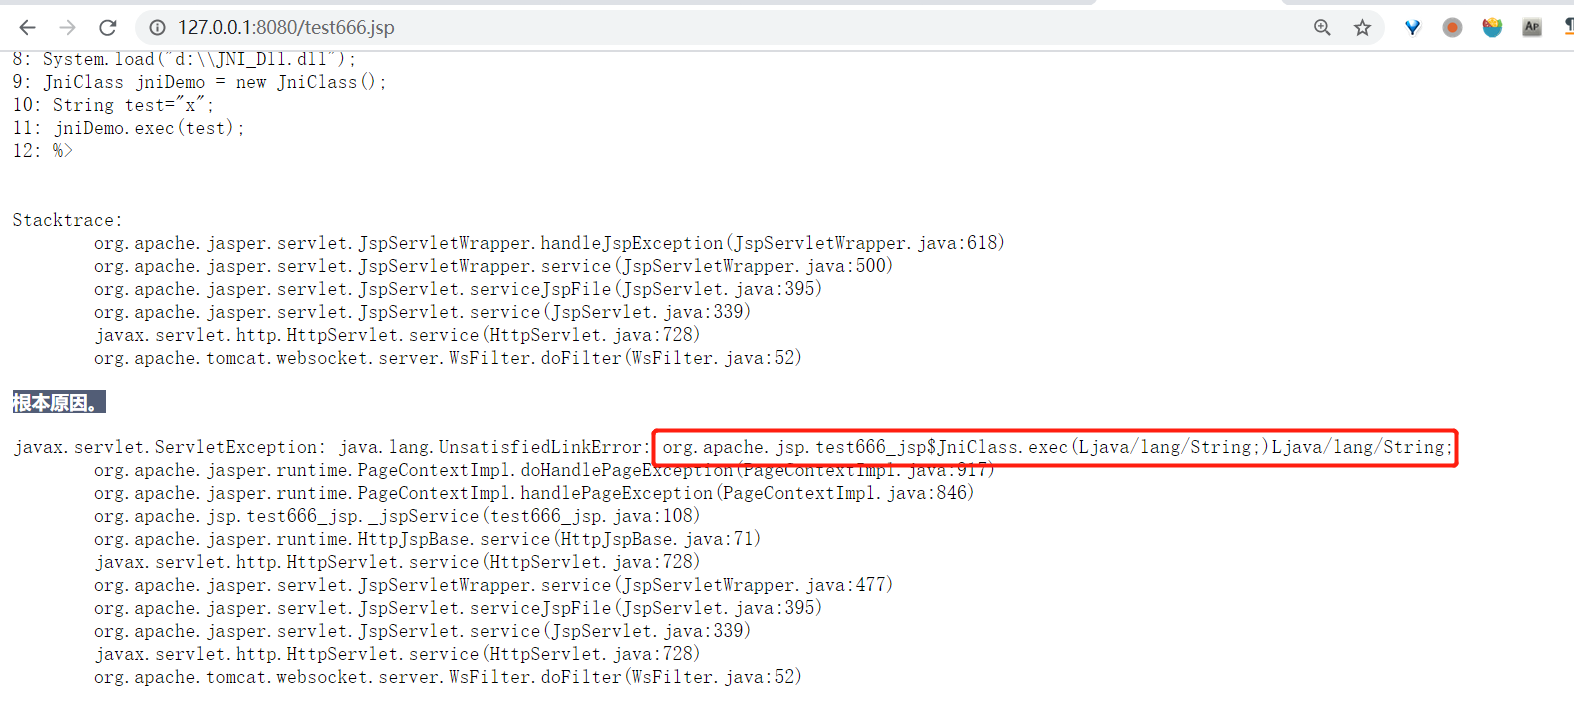 127.0.0.1:8080/test666.jsp
AP
8: System.load("d:\\JNI_Dll.dll");
9: JniClass jniDemo = new JniClass();
10: String test="x";
11: jniDemo.exec(test);
12: %>
Stacktrace:
org.apache.jasper.servlet.JspServletWrapper.handleJspException(JspServletWrapper.java:618)
org.apache.jasper.servlet.JspServletWrapper.service(JspServletWrapper.java:500)
org.apache.jasper.servlet.JspServlet.serviceJspFile(JspServlet.java:395)
org.apache.jasper.servlet.JspServlet.service(JspServlet.java:339)
javax.servlet.http.HttpServlet.service(HttpServlet.java:728)
org.apache.tomcat.websocket.server.WsFilter.doFilter(WsFilter.java:52)
根本原因。
javax.servlet.ServletException: java.lang.UnsatisfiedLinkError: org.apache.jsp.test666_jsp$JniClass.exec(Ljava/lang/String;)Ljava/lang/String;
org.apache.jasper.runtime.PageContextImpl.doHandlePageException(PageContextImpl.java:917)
org.apache.jasper.runtime.PageContextImpl.handlePageException(PageContextImpl.java:846)
org.apache.jsp.test666_jsp._jspService(test666_jsp.java:108)
org.apache.jasper.runtime.HttpJspBase.service(HttpJspBase.java:71)
javax.servlet.http.HttpServlet.service(HttpServlet.java:728)
org.apache.jasper.servlet.JspServletWrapper.service(JspServletWrapper.java:477)
org.apache.jasper.servlet.JspServlet.serviceJspFile(JspServlet.java:395)
org.apache.jasper.servlet.JspServlet.service(JspServlet.java:339)
javax.servlet.http.HttpServlet.service(HttpServlet.java:728)
org.apache.tomcat.websocket.server.WsFilter.doFilter(WsFilter.java:52)